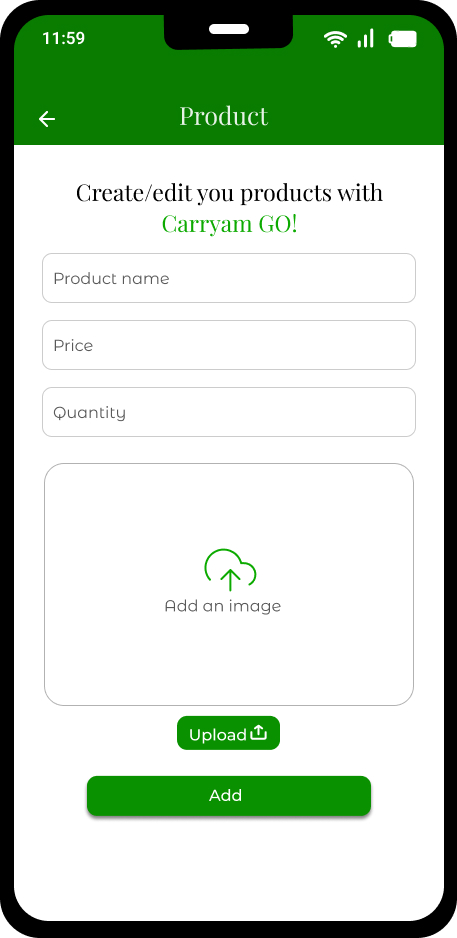 11:59
Product
Create/edit you products with
Carryam GO!
Product name
Price
Quantity
Add an image
Upload
Add